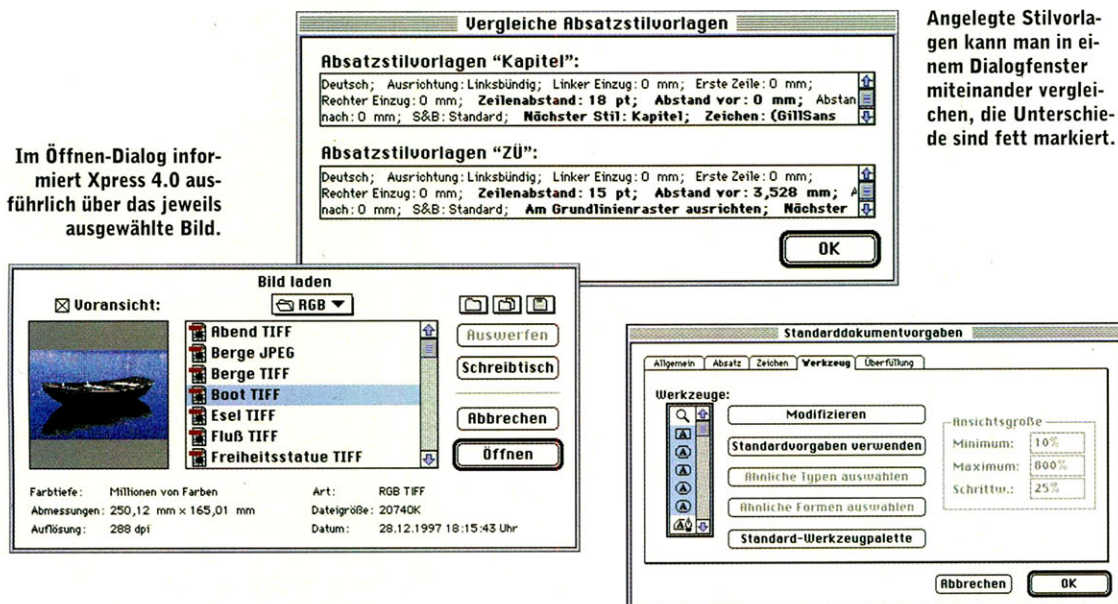 Vergleiche Absatzstilvorlagen
Absatzstilvorlagen “Kapitel”:
Deutsch; Ausrichtung: Linksbündig; Linker Einzug: 0 mm; Erste Zeile: 0 mm;
Rechter Einzug: 0 mm; Zeilenabstand: 18 pt; Abstand vor: 0 mm; Abstan
nach: 0 mm; S&B: Standard; Nächster Stil: Kapitel; Zeichen: (GillSans
Absatzstilvorlagen “ZÜ”:
Deutsch; Ausrichtung: Linksbündig; Linker Einzug: 0 mm; Erste Zeile: 0 mm;
Rechter Einzug: 0 mm; Zeilenabstand: 15 pt; Abstand vor: 3,528 mm; A
nach: 0 mm; S&B: Standard; Am Grundlinienraster ausrichten; Nächster
OK
Angelegte Stilvorla-
gen kann man in ei-
nem Dialogfenster
miteinander verglei-
chen, die Unterschie-
de sind fett markiert.
Im Öffnen-Dialog infor-
miert Xpress 4.0 aus-
führlich über das jeweils
ausgewählte Bild.
Bild laden
Voransicht:
RGB
Abend TIFF
Berge JPEG
Berge TIFF
Boot TIFF
Esel TIFF
Fluß TIFF
Freiheitsstatue TIFF
Auswerfen
Schreibtisch
Abbrechen
Öffnen
Farbtiefe: Millionen von Farben Art: RGB TIFF
Abmessungen: 250,12 mm x 165,01 mm Dateigröße: 20740K
Auflösung: 288 dpi Datum: 28.12.1997 18:15:43 Uhr
Standarddokumentvorgaben
Allgemein Absatz Zeichen Werkzeug Überfüllung
Werkzeuge:
Modifizieren
Standardvorgaben verwenden
Ähnliche Typen auswählen
Ähnliche Formen auswählen
Standard-Werkzeugpalette
Ansichtsgröße
Minimum: 10%
Maximum: 800%
Schrittw.: 25%
Abbrechen OK